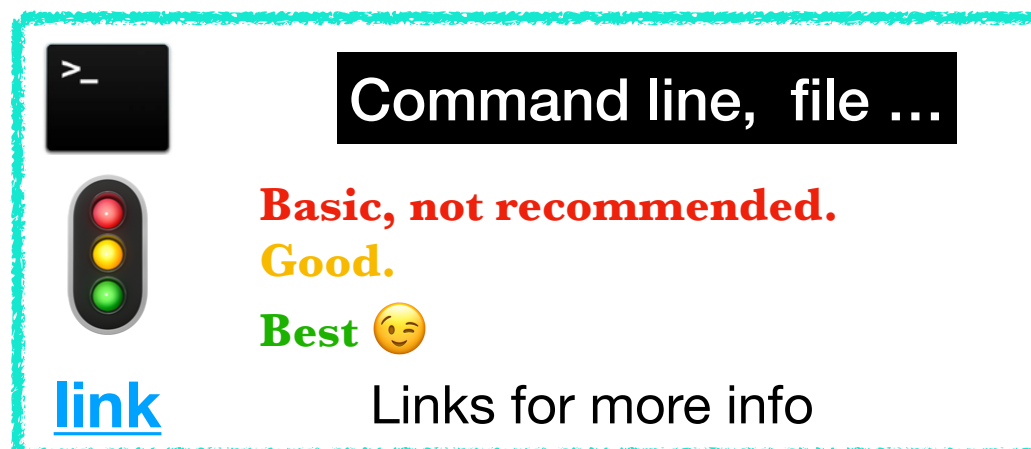 >_
Command line,  file ...
Basic, not recommended.
Good.
Best 😉
link
Links for more info